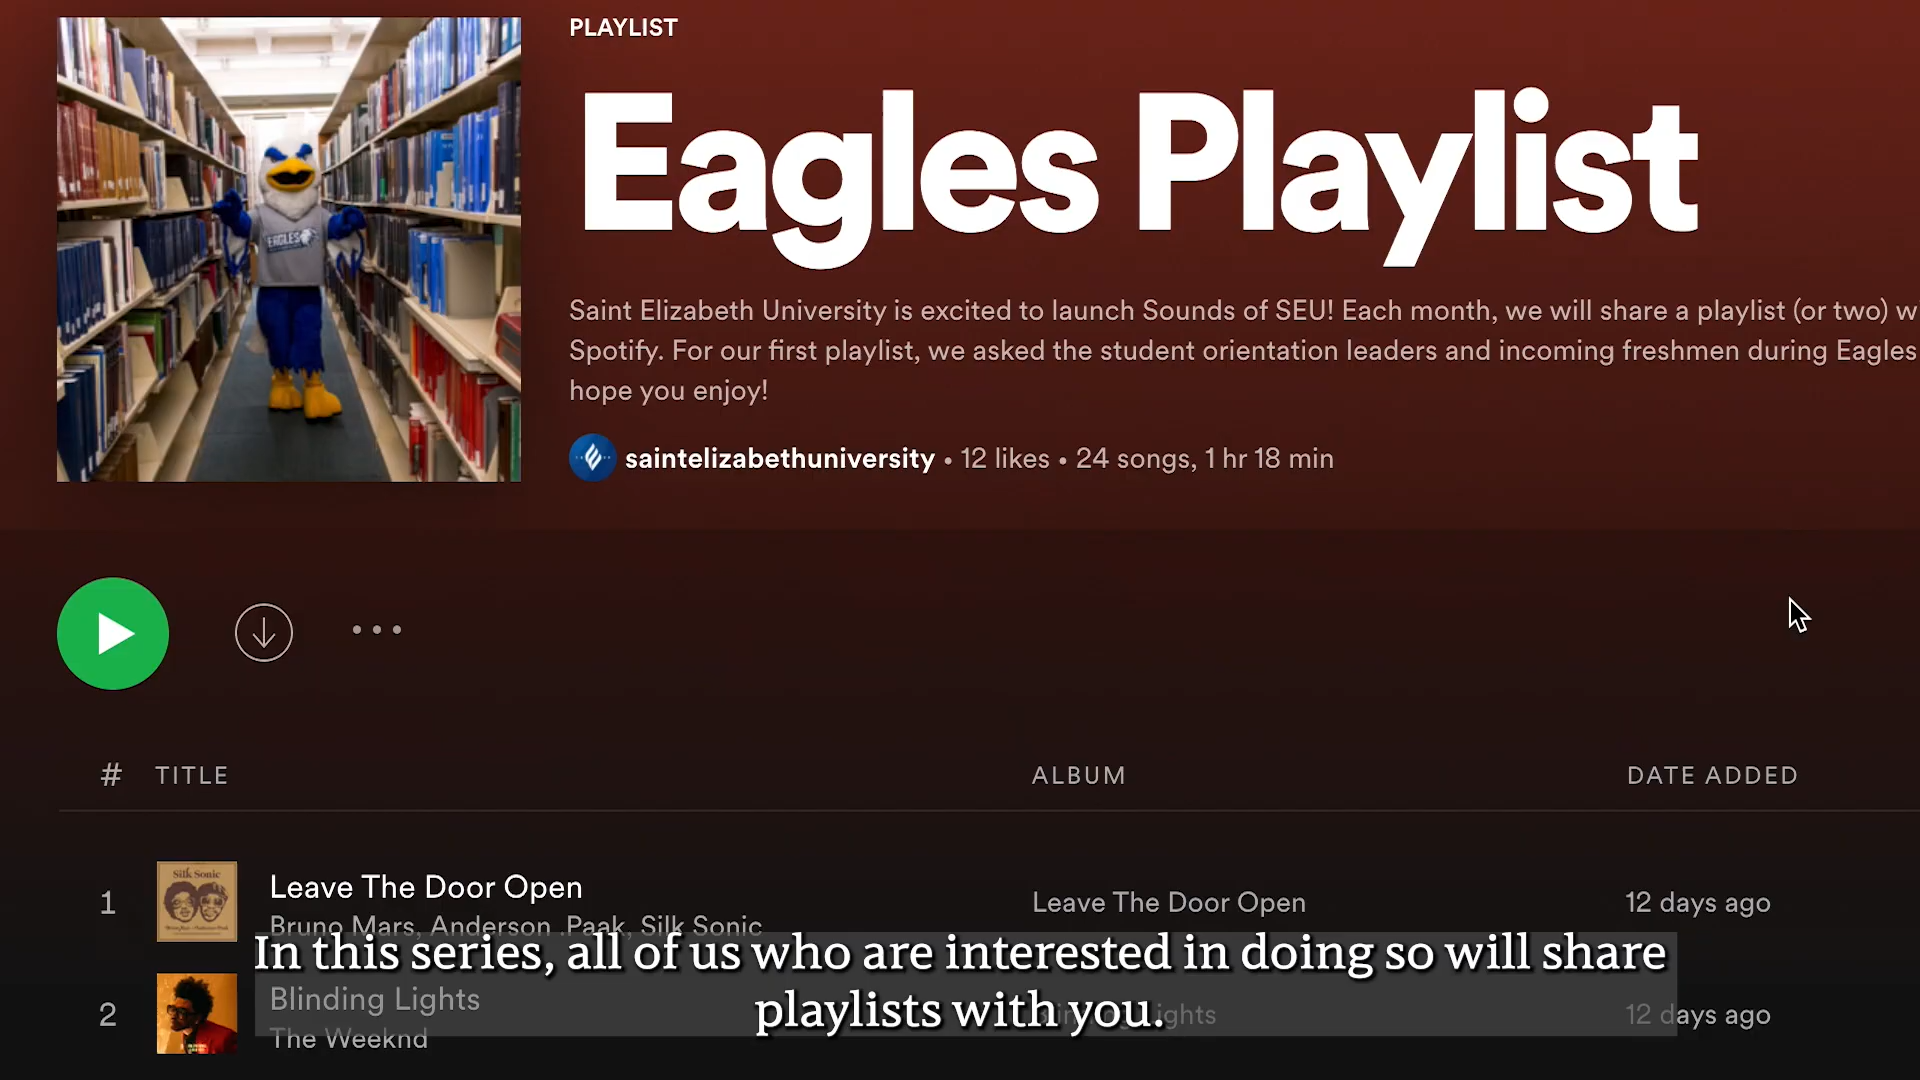 PLAYLIST
Eagles Playlist
Saint Elizabeth University is excited to launch Sounds of SEU! Each month, we will share a playlist (or two) w
Spotify. For our first playlist, we asked the student orientation leaders and incoming freshmen during Eagles
hope you enjoy!
saintelizabethuniversity • 12 likes • 24 songs, 1 hr 18 min
EAGLES
# TITLE ALBUM DATE ADDED
Silk Sonic
1 Leave The Door Open Leave The Door Open 12 days ago
Bruno Mars, Anderson .Paak, Silk Sonic
In this series, all of us who are interested in doing so will share
playlists with you.
2 Blinding Lights Blinding Lights 12 days ago
The Weeknd